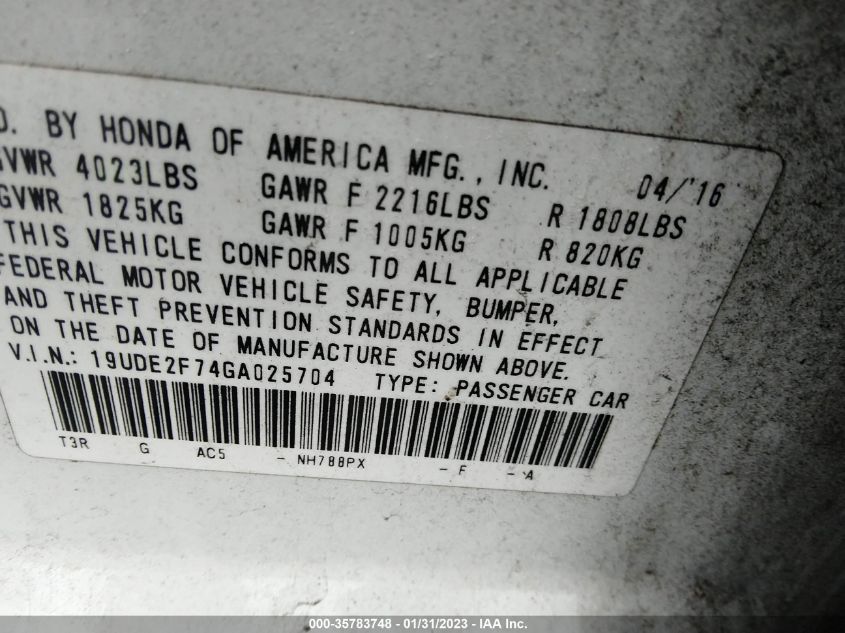 D. BY HONDA OF AMERICA MFG., INC. 04/'16
GVWR 4023LBS GAWR F 2216LBS R 1808LBS
GVWR 1825KG GAWR F 1005KG R 820KG
THIS VEHICLE CONFORMS TO ALL APPLICABLE
FEDERAL MOTOR VEHICLE SAFETY, BUMPER,
AND THEFT PREVENTION STANDARDS IN EFFECT
ON THE DATE OF MANUFACTURE SHOWN ABOVE.
V.I.N.: 19UDE2F74GA025704 TYPE: PASSENGER CAR
T3R G AC5 - NH788PX - F - A
000-35783748 - 01/31/2023 - IAA Inc.